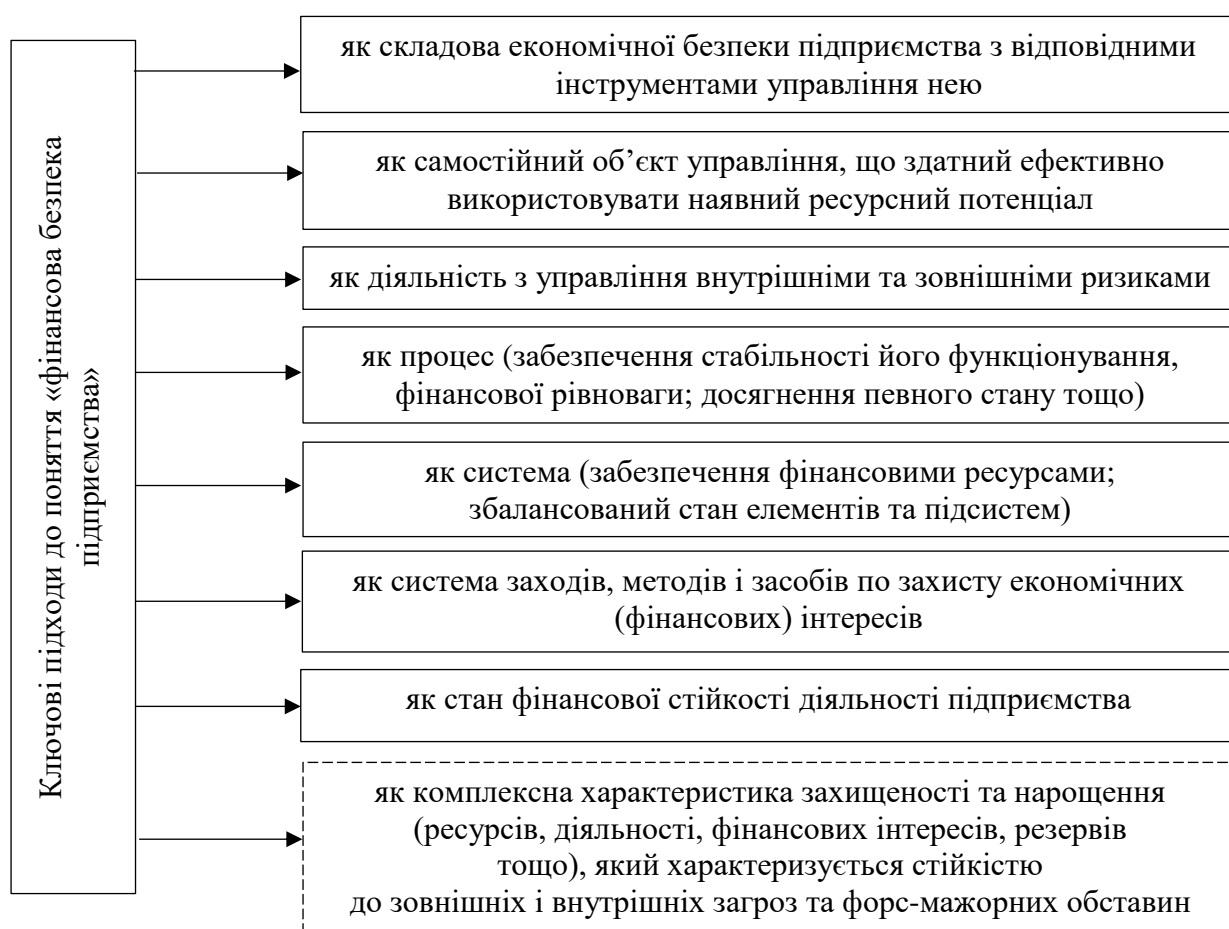 Ключові підходи до поняття «фінансова безпека
підприємства»
як складова економічної безпеки підприємства з відповідними
інструментами управління нею
як самостійний об’єкт управління, що здатний ефективно
використовувати наявний ресурсний потенціал
як діяльність з управління внутрішніми та зовнішніми ризиками
як процес (забезпечення стабільності його функціонування,
фінансової рівноваги; досягнення певного стану тощо)
як система (забезпечення фінансовими ресурсами;
збалансований стан елементів та підсистем)
як система заходів, методів і засобів по захисту економічних
(фінансових) інтересів
як стан фінансової стійкості діяльності підприємства
як комплексна характеристика захищеності та нарощення
(ресурсів, діяльності, фінансових інтересів, резервів
тощо), який характеризується стійкістю
до зовнішніх і внутрішніх загроз та форс-мажорних обставин